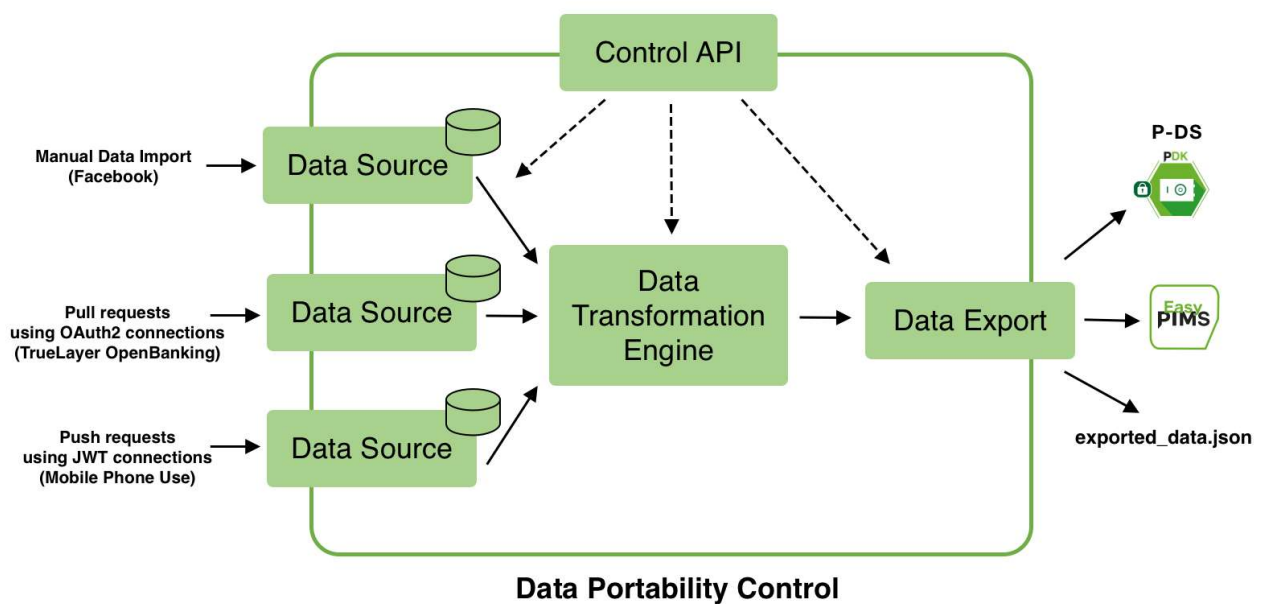 Control API
Manual Data Import
(Facebook)
Data Source
Pull requests
using OAuth2 connections
(TrueLayer OpenBanking)
Data Source
Push requests
using JWT connections
(Mobile Phone Use)
Data Source
Data
Transformation
Engine
Data Export
P-DS
PDK
Easy
PIMS
exported_data.json
Data Portability Control